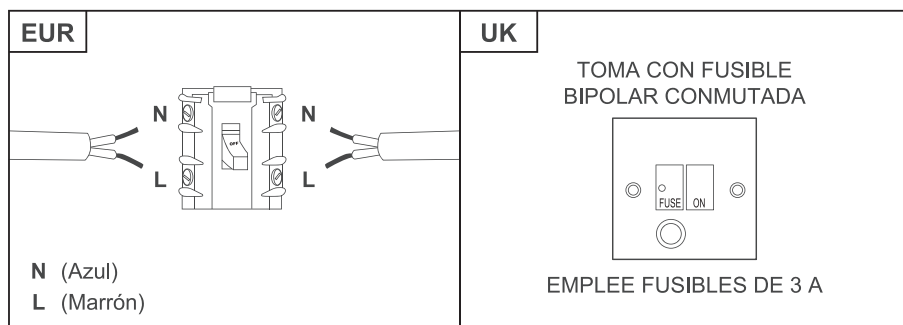 EUR
N
N
OFF
L
L
N (Azul)
L (Marrón)
UK
TOMA CON FUSIBLE
BIPOLAR CONMUTADA
FUSE ON
EMPLEE FUSIBLES DE 3 A